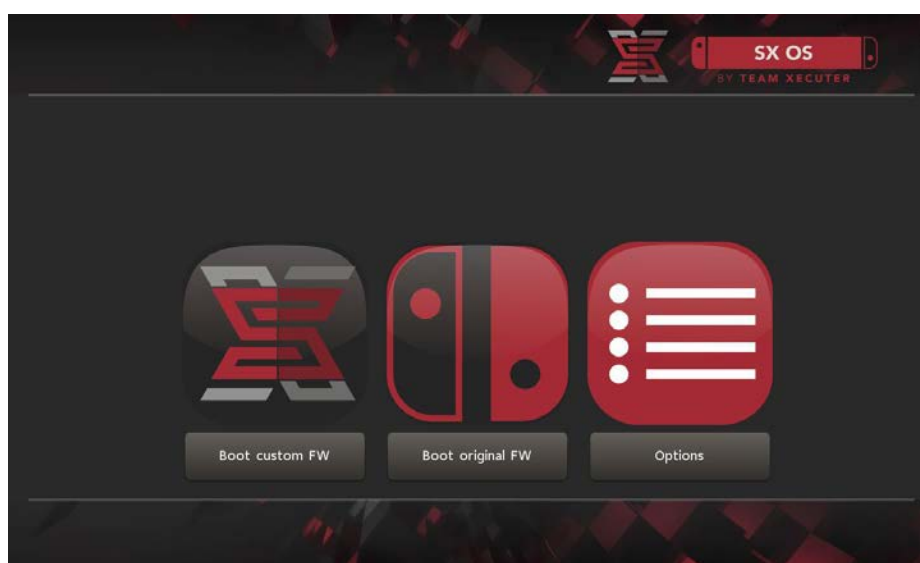 SX OS
BY TEAM XECUTER
Boot custom FW
Boot original FW
Options